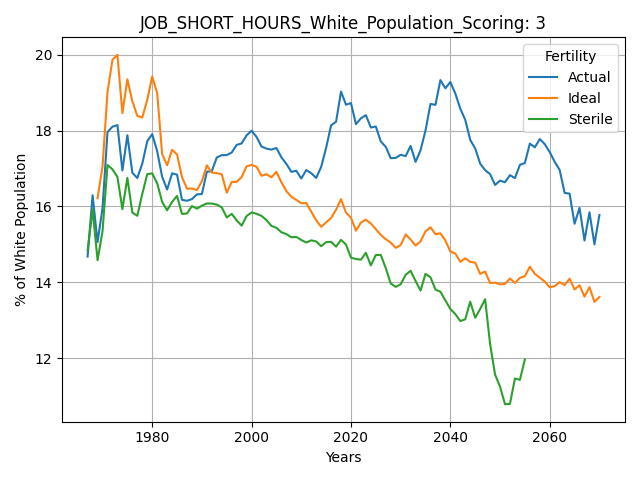 JOB_SHORT_HOURS_White_Population_Scoring: 3
Fertility
Actual
Ideal
Sterile
% of White Population
20
18
16
14
12
1980
2000
2020
2040
2060
Years